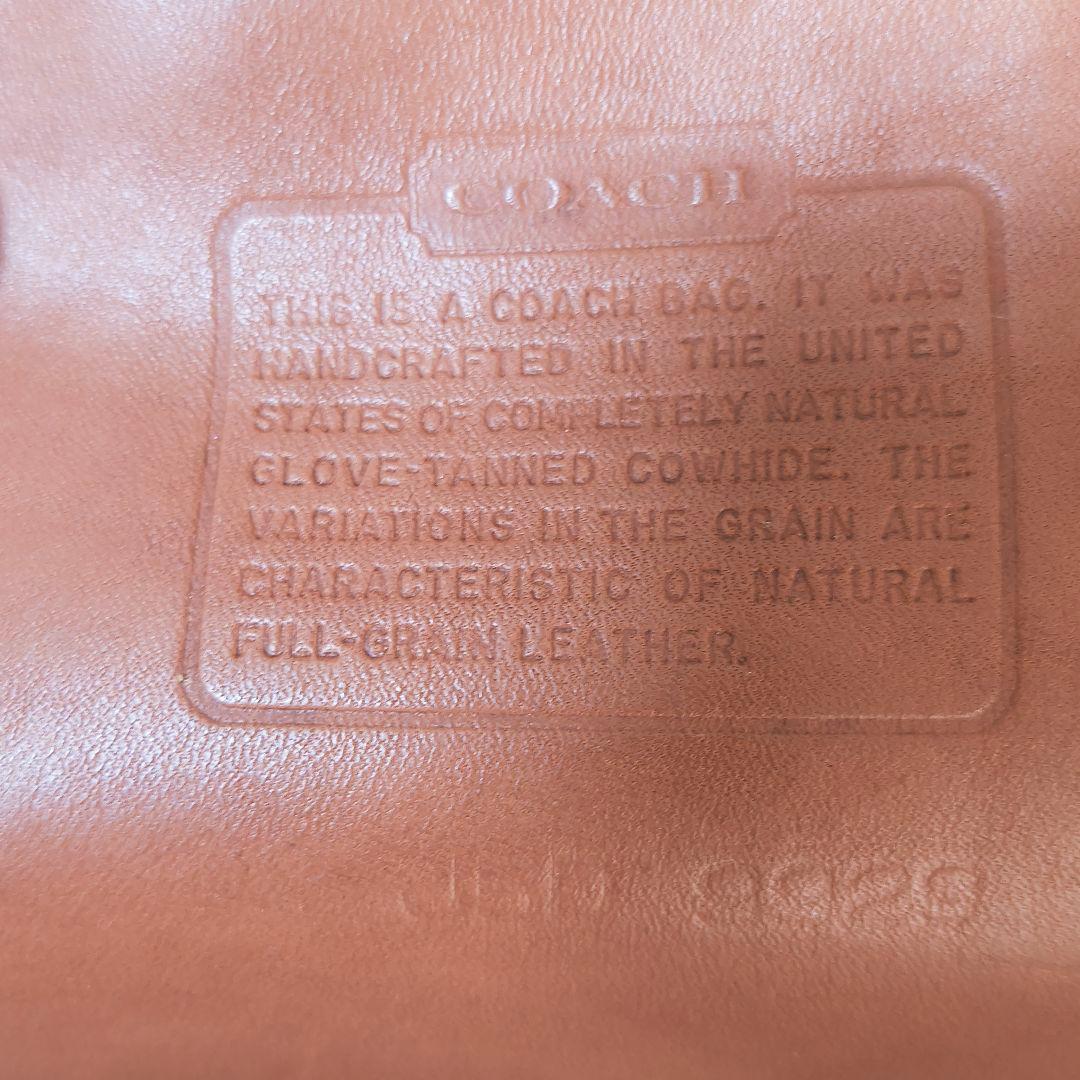 COACH
THIS IS A COACH BAG. IT WAS
HANDCRAFTED IN THE UNITED
STATES OF COMPLETELY NATURAL
GLOVE-TANNED COWHIDE. THE
VARIATIONS IN THE GRAIN ARE
CHARACTERISTIC OF NATURAL
FULL-GRAIN LEATHER.